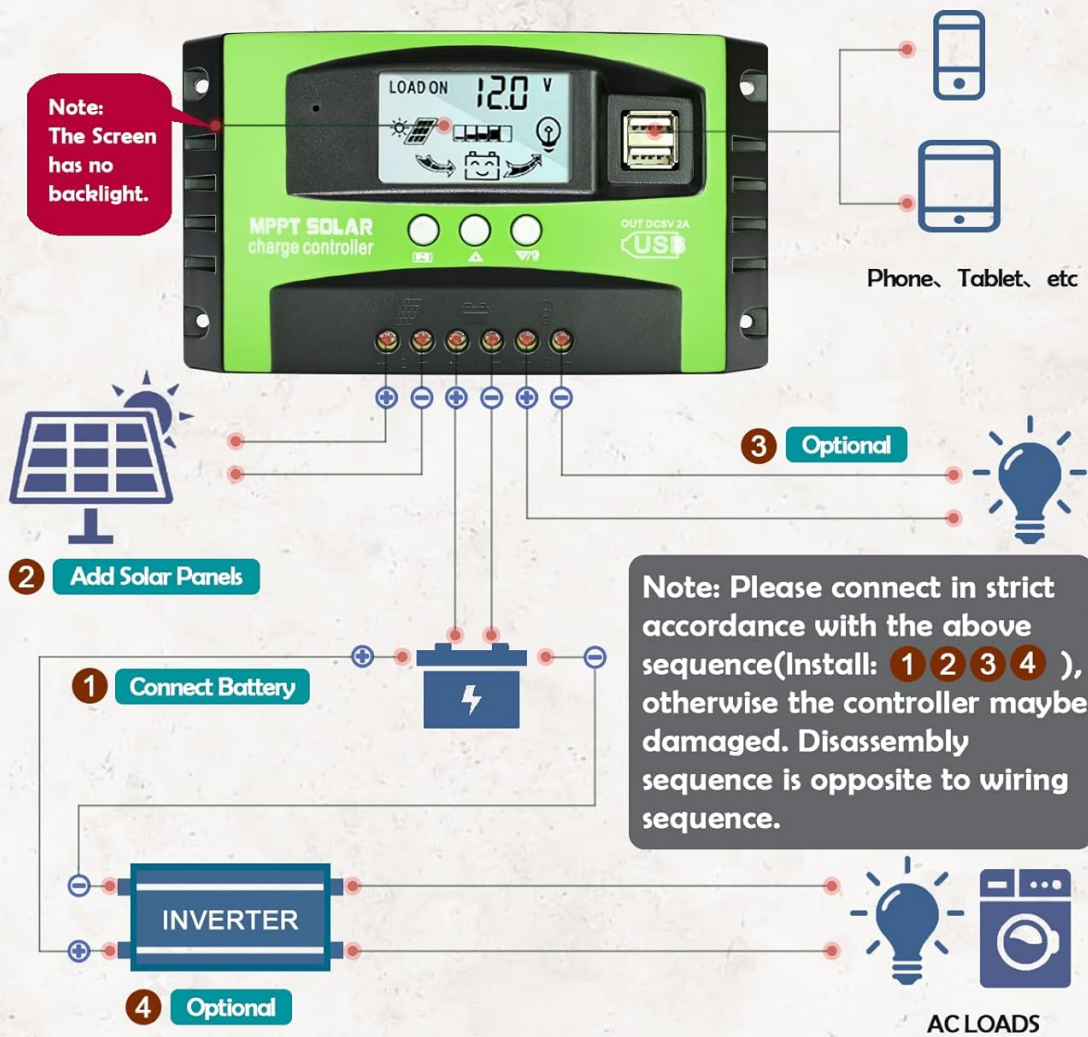 Note:
The Screen
has no
backlight.
LOAD ON 12.0 V
MPPT SOLAR
charge controller
OUT DC5V 2A
USB
Phone、Tablet、etc
3 Optional
2 Add Solar Panels
1 Connect Battery
Note: Please connect in strict
accordance with the above
sequence(Install: 1 2 3 4 ),
otherwise the controller maybe
damaged. Disassembly
sequence is opposite to wiring
sequence.
INVERTER
4 Optional
AC LOADS